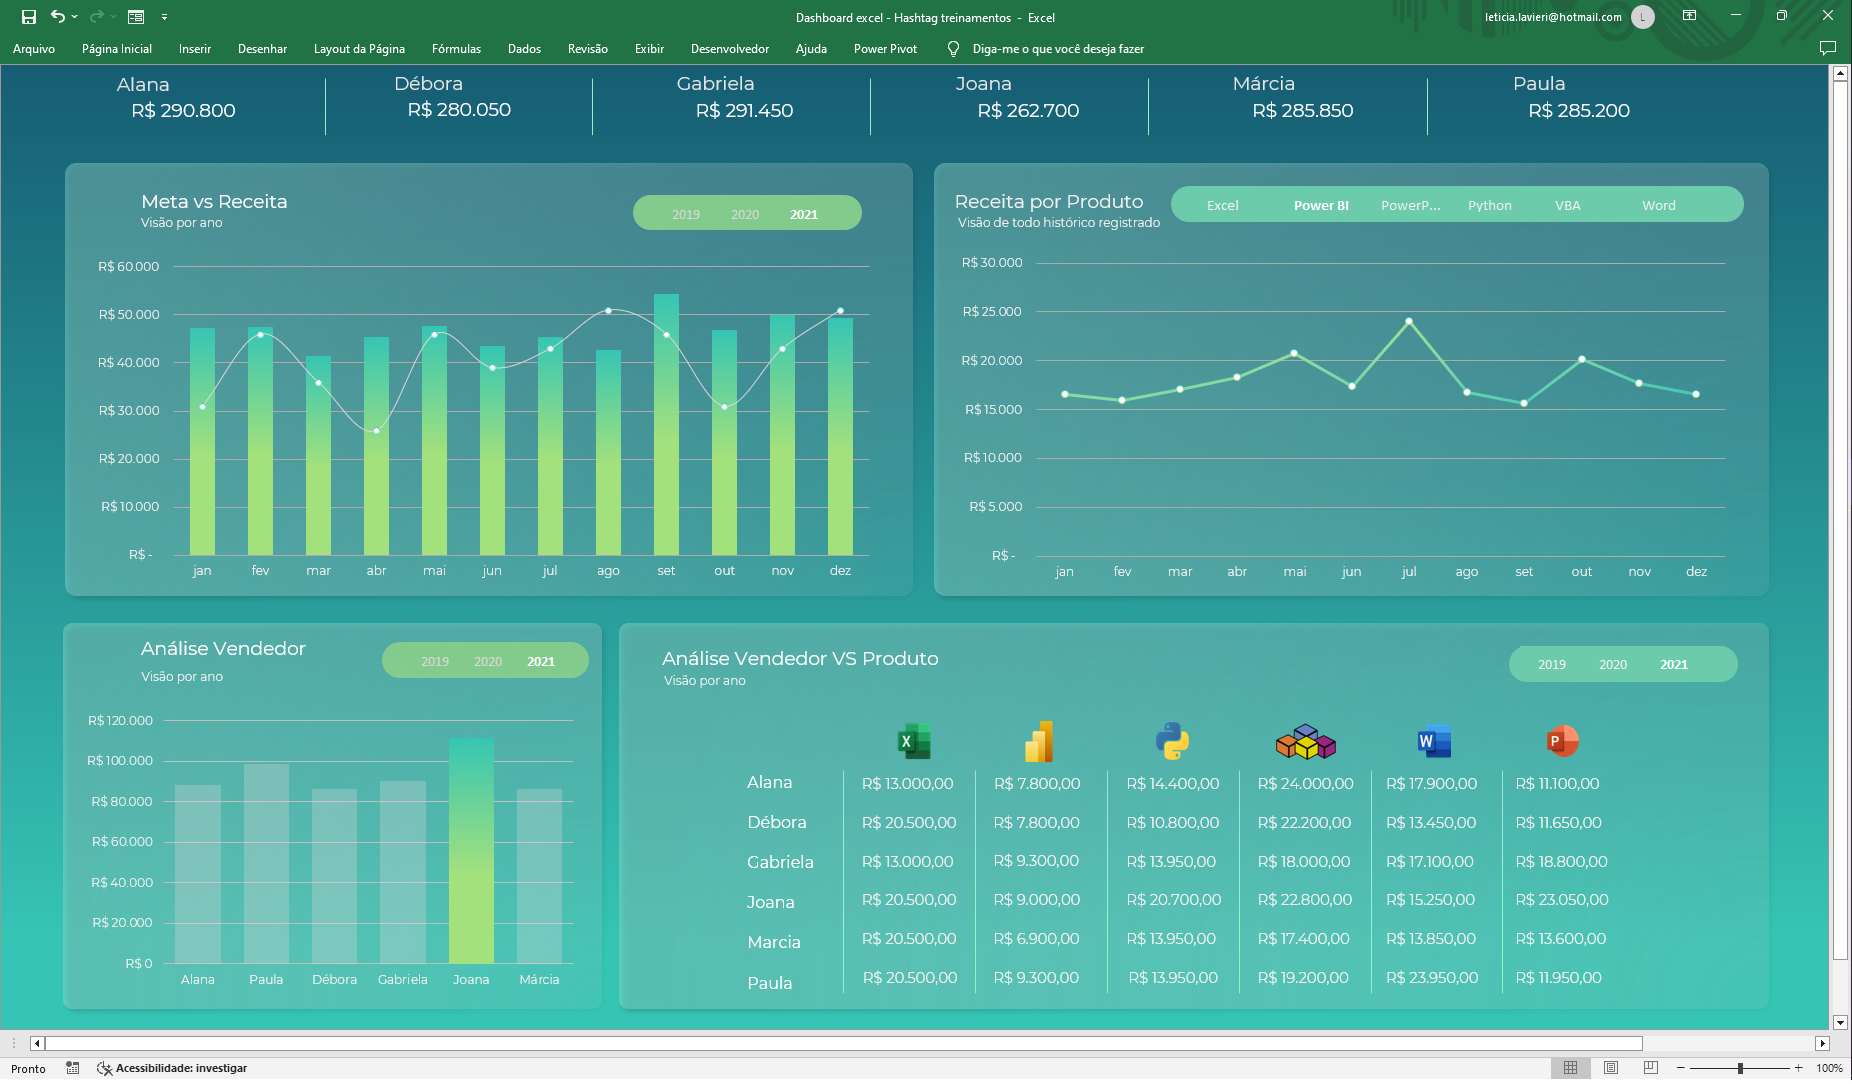 Dashboard excel - Hashtag treinamentos - Excel
leticia.lavieri@hotmail.com L
Arquivo Página Inicial Inserir Desenhar Layout da Página Fórmulas Dados Revisão Exibir Desenvolvedor Ajuda Power Pivot Diga-me o que você deseja fazer
Alana Débora Gabriela Joana Márcia Paula
R$ 290.800 R$ 280.050 R$ 291.450 R$ 262.700 R$ 285.850 R$ 285.200
Meta vs Receita
Visão por ano
2019 2020 2021
R$ 60.000
R$ 50.000
R$ 40.000
R$ 30.000
R$ 20.000
R$ 10.000
R$ -
jan fev mar abr mai jun jul ago set out nov dez
Receita por Produto
Visão de todo histórico registrado
Excel Power BI PowerP... Python VBA Word
R$ 30.000
R$ 25.000
R$ 20.000
R$ 15.000
R$ 10.000
R$ 5.000
R$ -
jan fev mar abr mai jun jul ago set out nov dez
Análise Vendedor
Visão por ano
2019 2020 2021
R$ 120.000
R$ 100.000
R$ 80.000
R$ 60.000
R$ 40.000
R$ 20.000
R$ 0
Alana Paula Débora Gabriela Joana Márcia
Análise Vendedor VS Produto
Visão por ano
2019 2020 2021
X W P
Alana R$ 13.000,00 R$ 7.800,00 R$ 14.400,00 R$ 24.000,00 R$ 17.900,00 R$ 11.100,00
Débora R$ 20.500,00 R$ 7.800,00 R$ 10.800,00 R$ 22.200,00 R$ 13.450,00 R$ 11.650,00
Gabriela R$ 13.000,00 R$ 9.300,00 R$ 13.950,00 R$ 18.000,00 R$ 17.100,00 R$ 18.800,00
Joana R$ 20.500,00 R$ 9.000,00 R$ 20.700,00 R$ 22.800,00 R$ 15.250,00 R$ 23.050,00
Marcia R$ 20.500,00 R$ 6.900,00 R$ 13.950,00 R$ 17.400,00 R$ 13.850,00 R$ 13.600,00
Paula R$ 20.500,00 R$ 9.300,00 R$ 13.950,00 R$ 19.200,00 R$ 23.950,00 R$ 11.950,00
Pronto Acessibilidade: investigar 100%